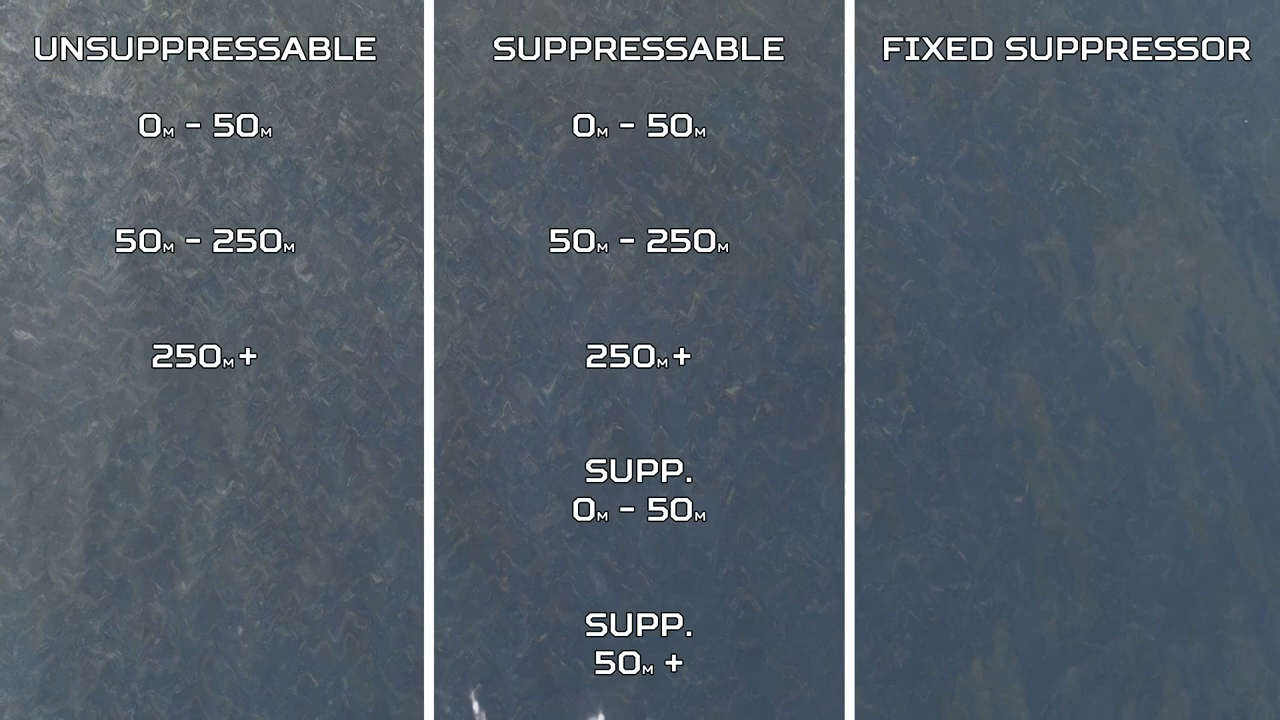 UNSUPPRESSABLE
0M - 50M
50M - 250M
250M+
SUPPRESSABLE
0M - 50M
50M - 250M
250M+
SUPP.
0M - 50M
SUPP.
50M +
FIXED SUPPRESSOR